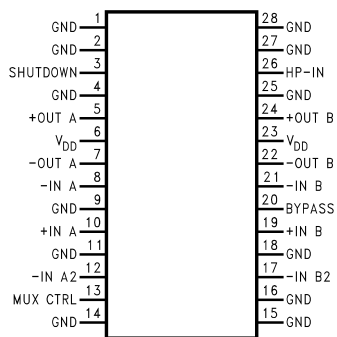 GND 1 28 GND
GND 2 27 GND
SHUTDOWN 3 26 HP-IN
GND 4 25 GND
+OUT A 5 24 +OUT B
VDD 6 23 VDD
-OUT A 7 22 -OUT B
-IN A 8 21 -IN B
GND 9 20 BYPASS
+IN A 10 19 +IN B
GND 11 18 GND
-IN A2 12 17 -IN B2
MUX CTRL 13 16 GND
GND 14 15 GND